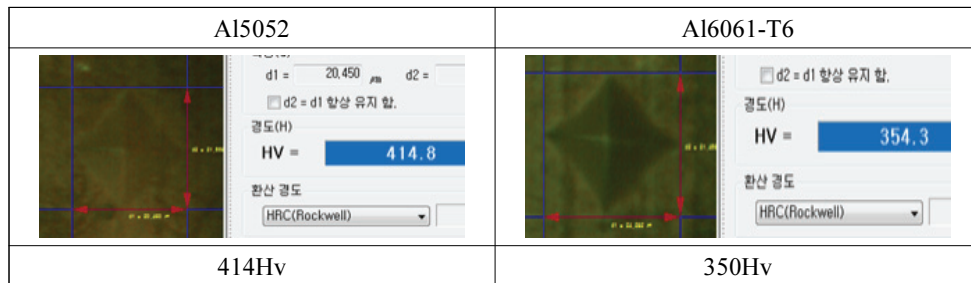 Al5052
Al6061-T6
d1 = 20,450 μm d2 =
d2 = d1 항상 유지 함.
경도(H)
HV = 414.8
환산 경도
HRC(Rockwell)
d2 = d1 항상 유지 함.
경도(H)
HV = 354.3
환산 경도
HRC(Rockwell)
414Hv
350Hv